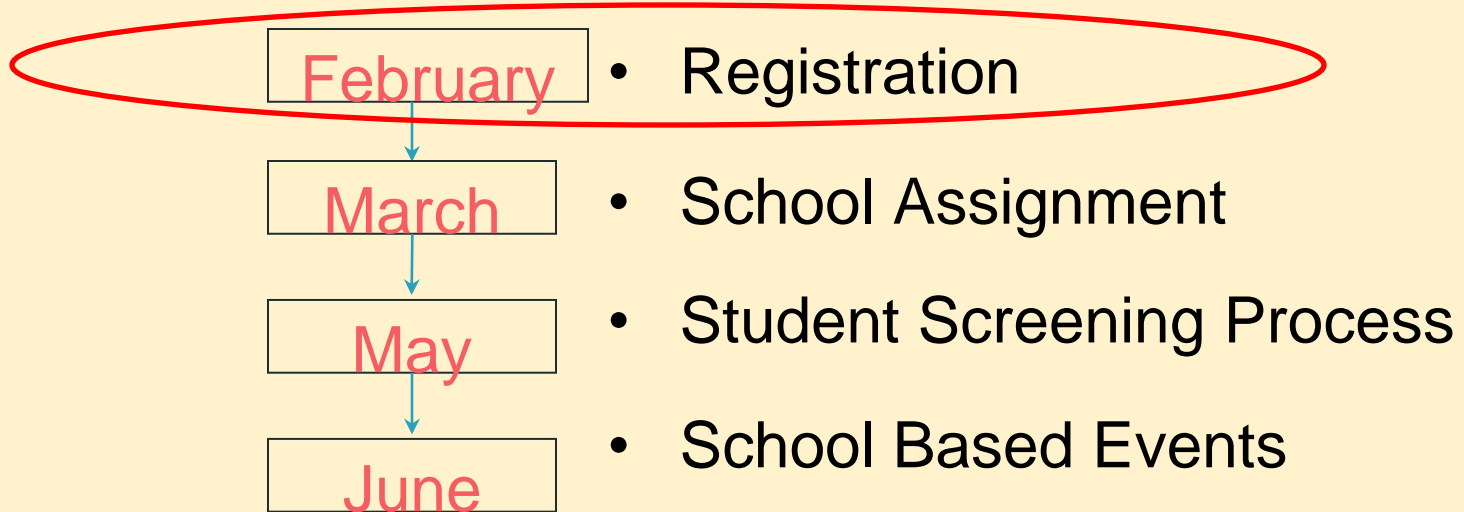 February • Registration
March • School Assignment
May • Student Screening Process
June • School Based Events